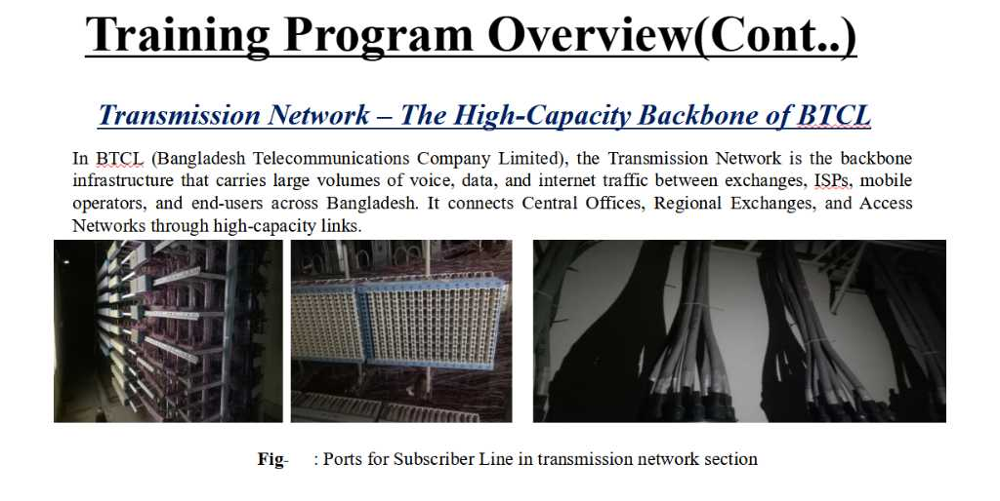 Training Program Overview(Cont..)
Transmission Network – The High-Capacity Backbone of BTCL
In BTCL (Bangladesh Telecommunications Company Limited), the Transmission Network is the backbone
infrastructure that carries large volumes of voice, data, and internet traffic between exchanges, ISPs, mobile
operators, and end-users across Bangladesh. It connects Central Offices, Regional Exchanges, and Access
Networks through high-capacity links.
Fig- : Ports for Subscriber Line in transmission network section